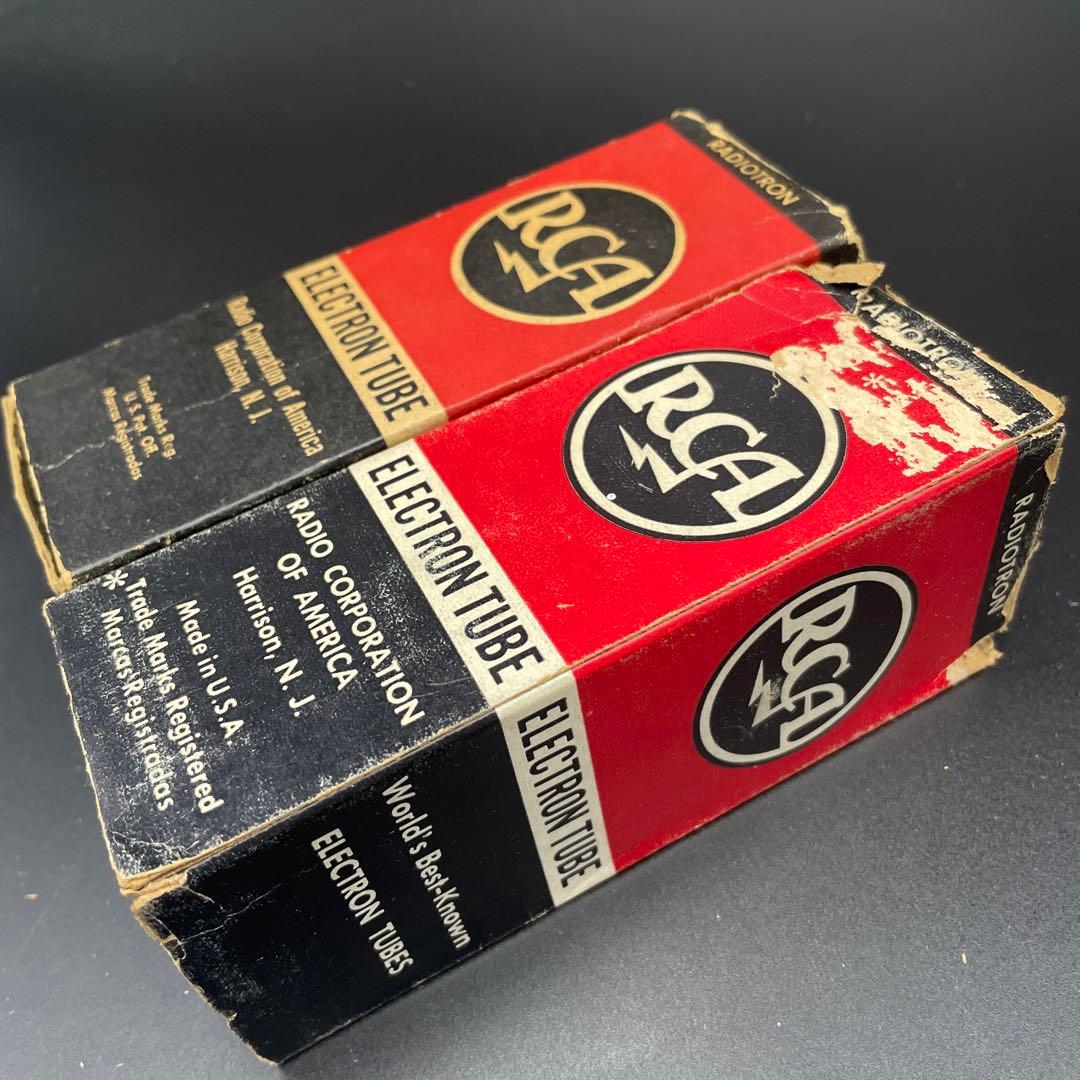 RADIOTRON
RCA
ELECTRON TUBE
Radio Corporation of America
Harrison, N. J.
Trade Marks Reg.
U. S. Pat. Off.
Marcas Registradas
RADIOTRON
*
RCA
ELECTRON TUBE
RADIO CORPORATION
OF AMERICA
Harrison, N. J.
Made in U.S.A.
Trade Marks Registered
* Marcas Registradas
RADIOTRON
RCA
ELECTRON TUBE
World's Best-Known
ELECTRON TUBES